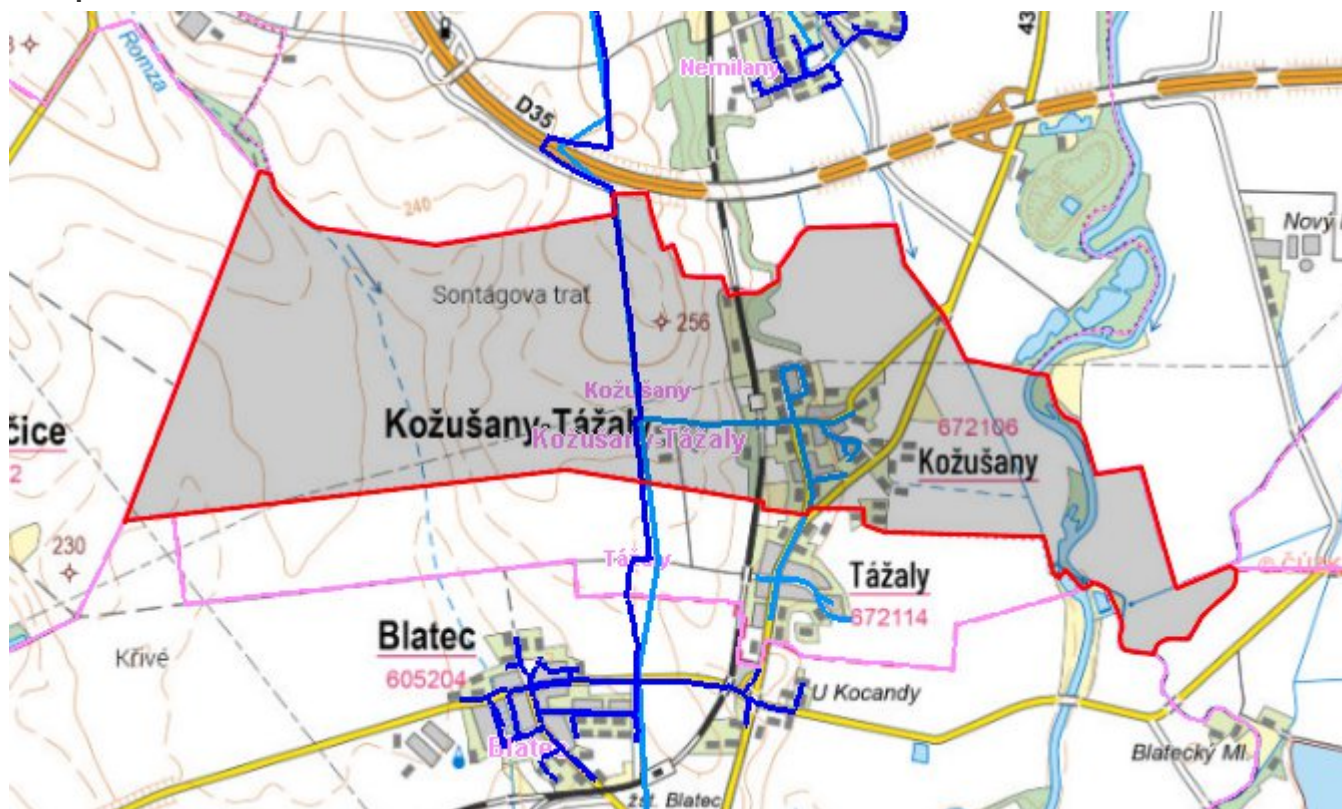 Romza
43
Nemilany
D35
240
Nový
Sontágova trať
256
Kožušany
Kožušany-Tážaly
Kožušany-Tážaly
čice
2
672106
Kožušany
230
Tážaly
Tážaly
672114
Blatec
605204
Křivé
U Kocandy
Blatec
Blatecký Ml.
žst. Blatec